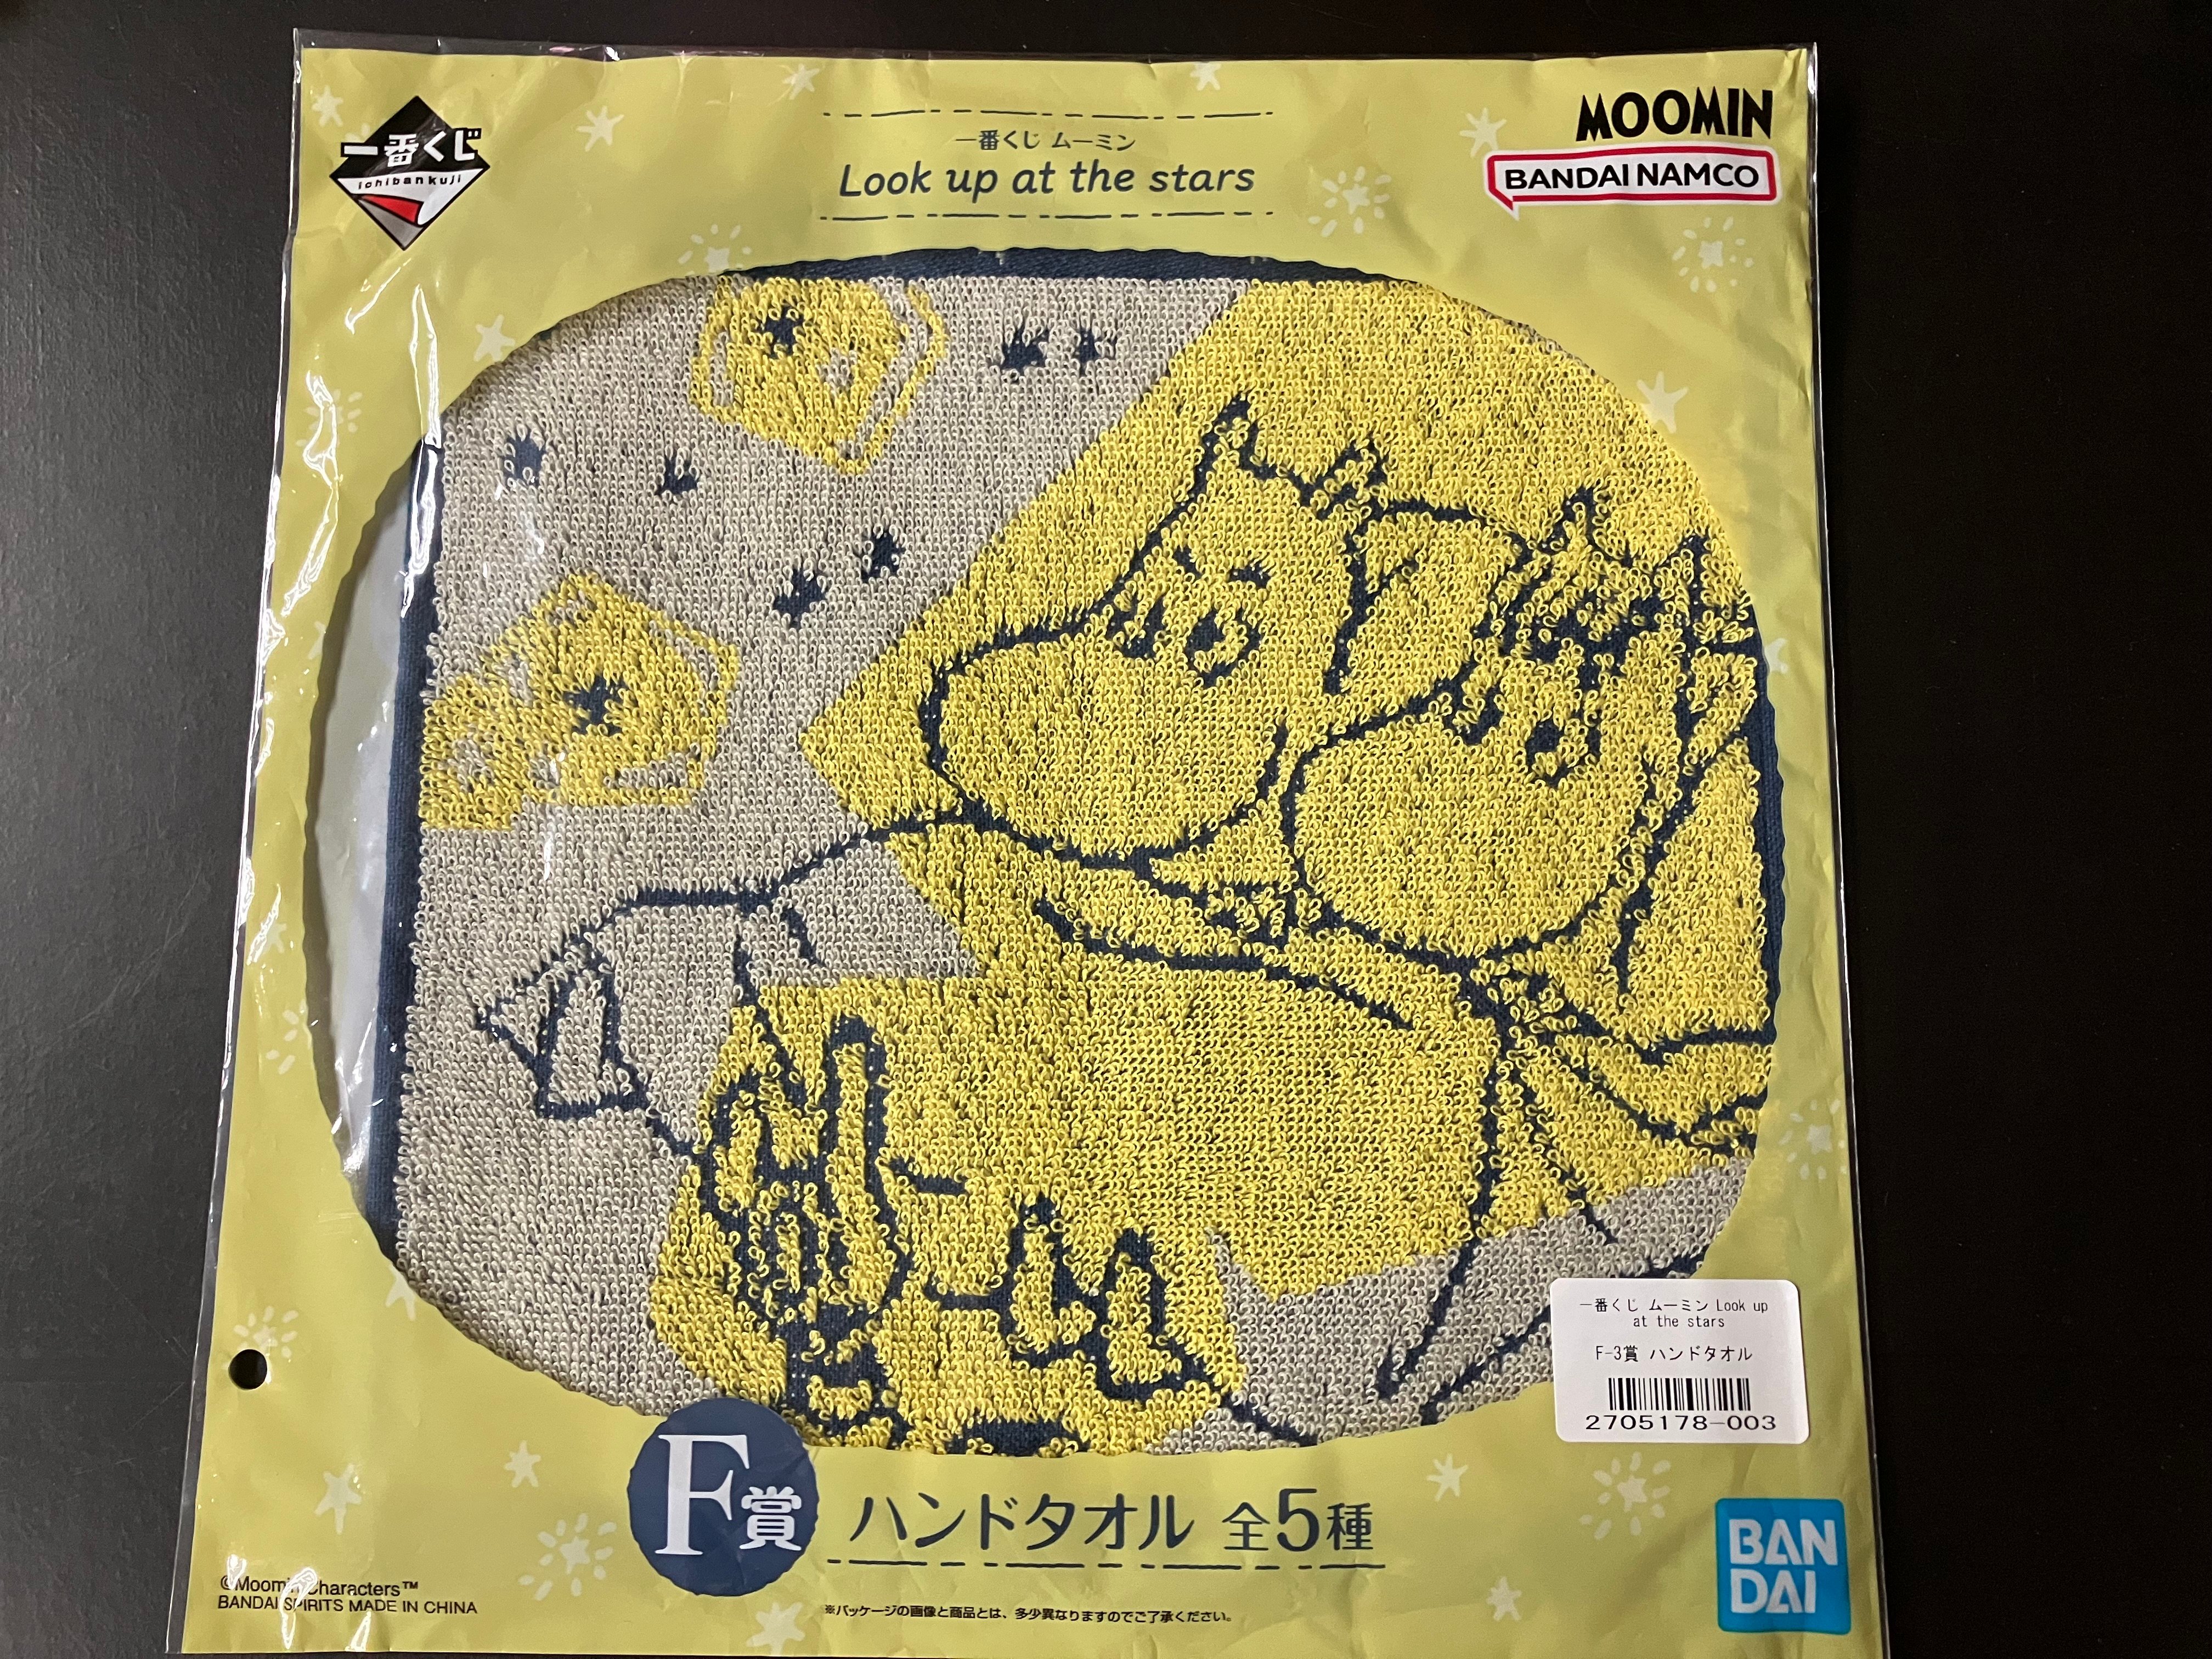 一番くじ
ichibankuji
一番くじ ムーミン
Look up at the stars
MOOMIN
BANDAI NAMCO
一番くじ ムーミン Look up
at the stars
F-3賞 ハンドタオル
2705178-003
F賞
ハンドタオル 全5種
BAN
DAI
©Moomin Characters™
BANDAI SPIRITS MADE IN CHINA
※パッケージの画像と商品とは、多少異なりますのでご了承ください。